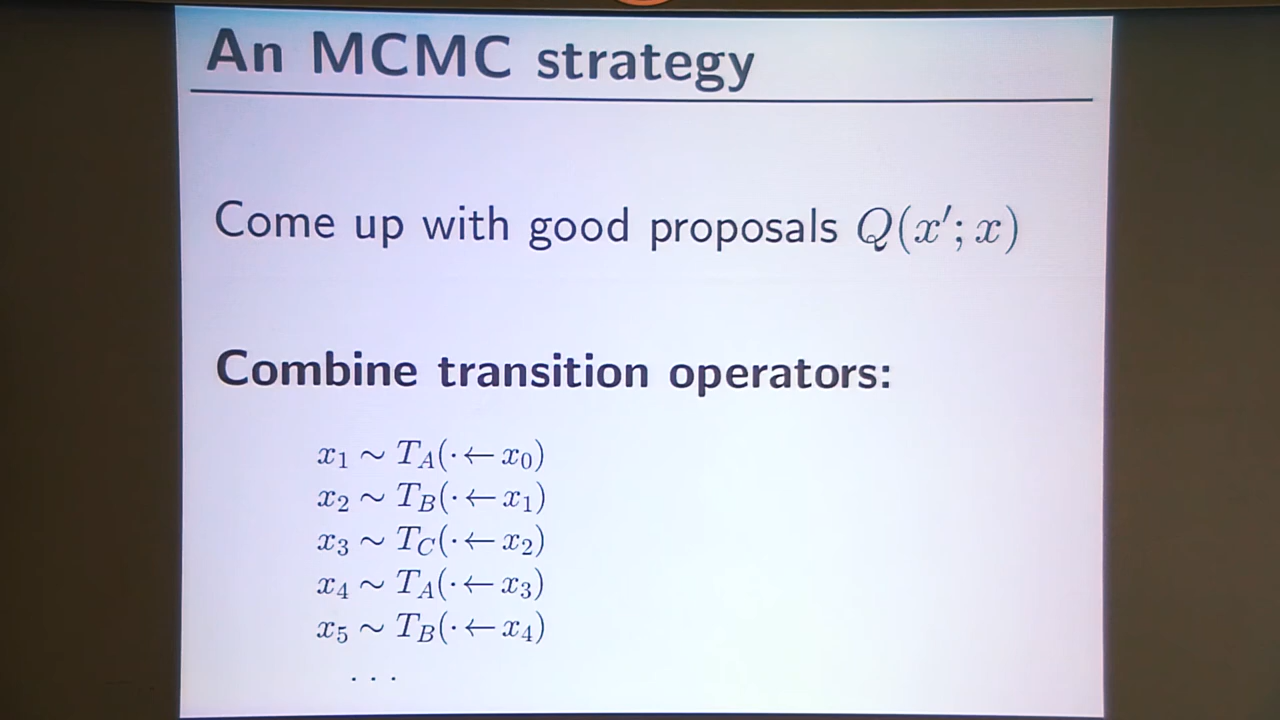 An MCMC strategy
Come up with good proposals Q(x′; x)
Combine transition operators:
x₁ ∼ T_A(· ← x₀)
x₂ ∼ T_B(· ← x₁)
x₃ ∼ T_C(· ← x₂)
x₄ ∼ T_A(· ← x₃)
x₅ ∼ T_B(· ← x₄)
. . .